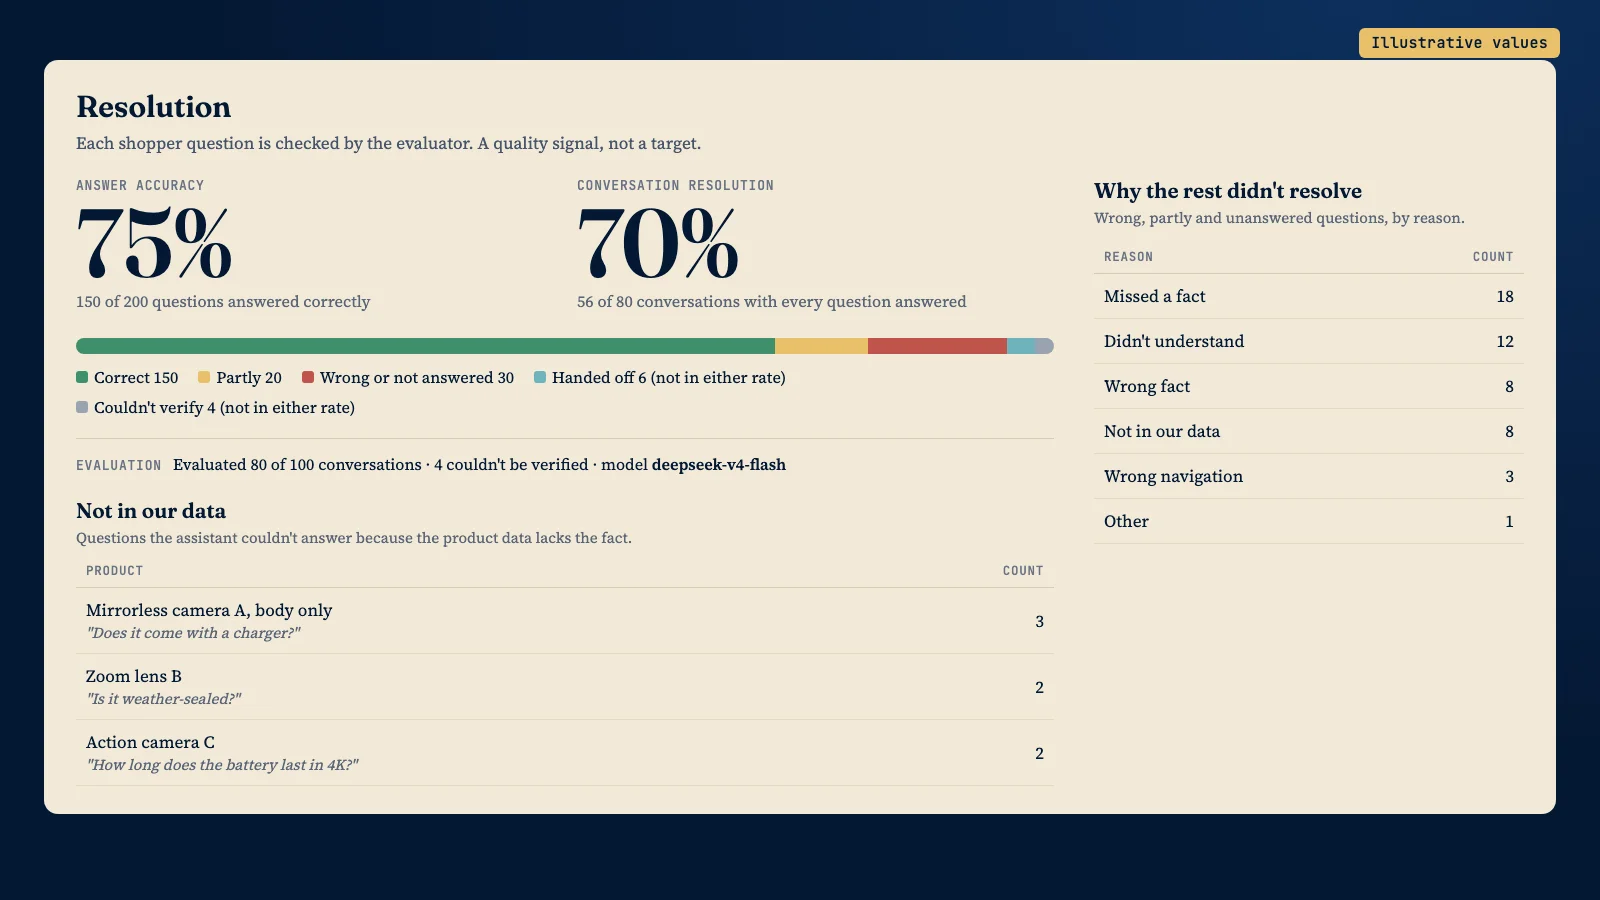 Illustrative values
Resolution
Each shopper question is checked by the evaluator. A quality signal, not a target.
ANSWER ACCURACY
75%
150 of 200 questions answered correctly
CONVERSATION RESOLUTION
70%
56 of 80 conversations with every question answered
Correct 150 Partly 20 Wrong or not answered 30 Handed off 6 (not in either rate)
Couldn't verify 4 (not in either rate)
EVALUATION Evaluated 80 of 100 conversations · 4 couldn't be verified · model deepseek-v4-flash
Not in our data
Questions the assistant couldn't answer because the product data lacks the fact.
PRODUCT COUNT
Mirrorless camera A, body only 3
"Does it come with a charger?"
Zoom lens B 2
"Is it weather-sealed?"
Action camera C 2
"How long does the battery last in 4K?"
Why the rest didn't resolve
Wrong, partly and unanswered questions, by reason.
REASON COUNT
Missed a fact 18
Didn't understand 12
Wrong fact 8
Not in our data 8
Wrong navigation 3
Other 1